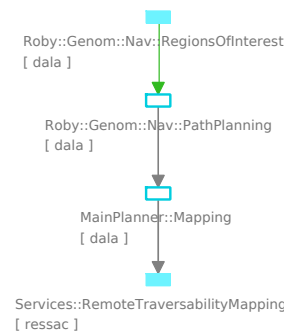 Roby::Genom::Nav::RegionsOfInterest
[ dala ]
Roby::Genom::Nav::PathPlanning
[ dala ]
MainPlanner::Mapping
[ dala ]
Services::RemoteTraversabilityMapping
[ ressac ]